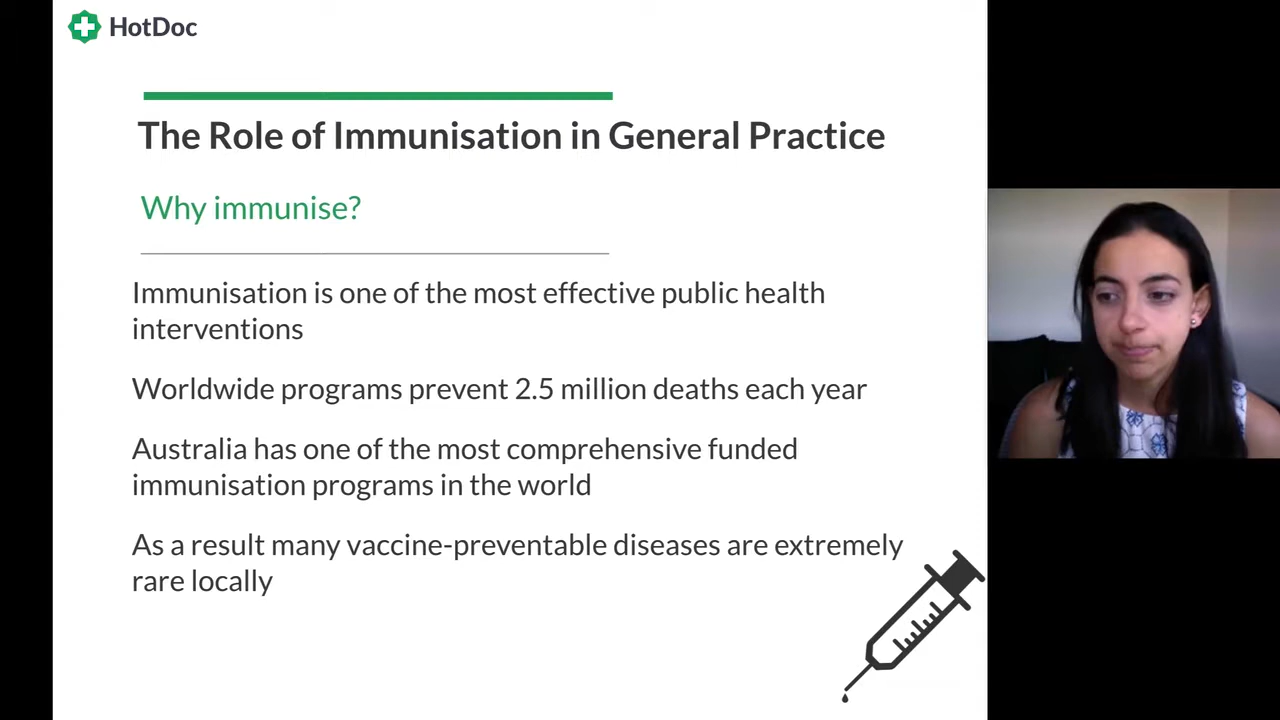 HotDoc
The Role of Immunisation in General Practice
Why immunise?
Immunisation is one of the most effective public health
interventions
Worldwide programs prevent 2.5 million deaths each year
Australia has one of the most comprehensive funded
immunisation programs in the world
As a result many vaccine-preventable diseases are extremely
rare locally